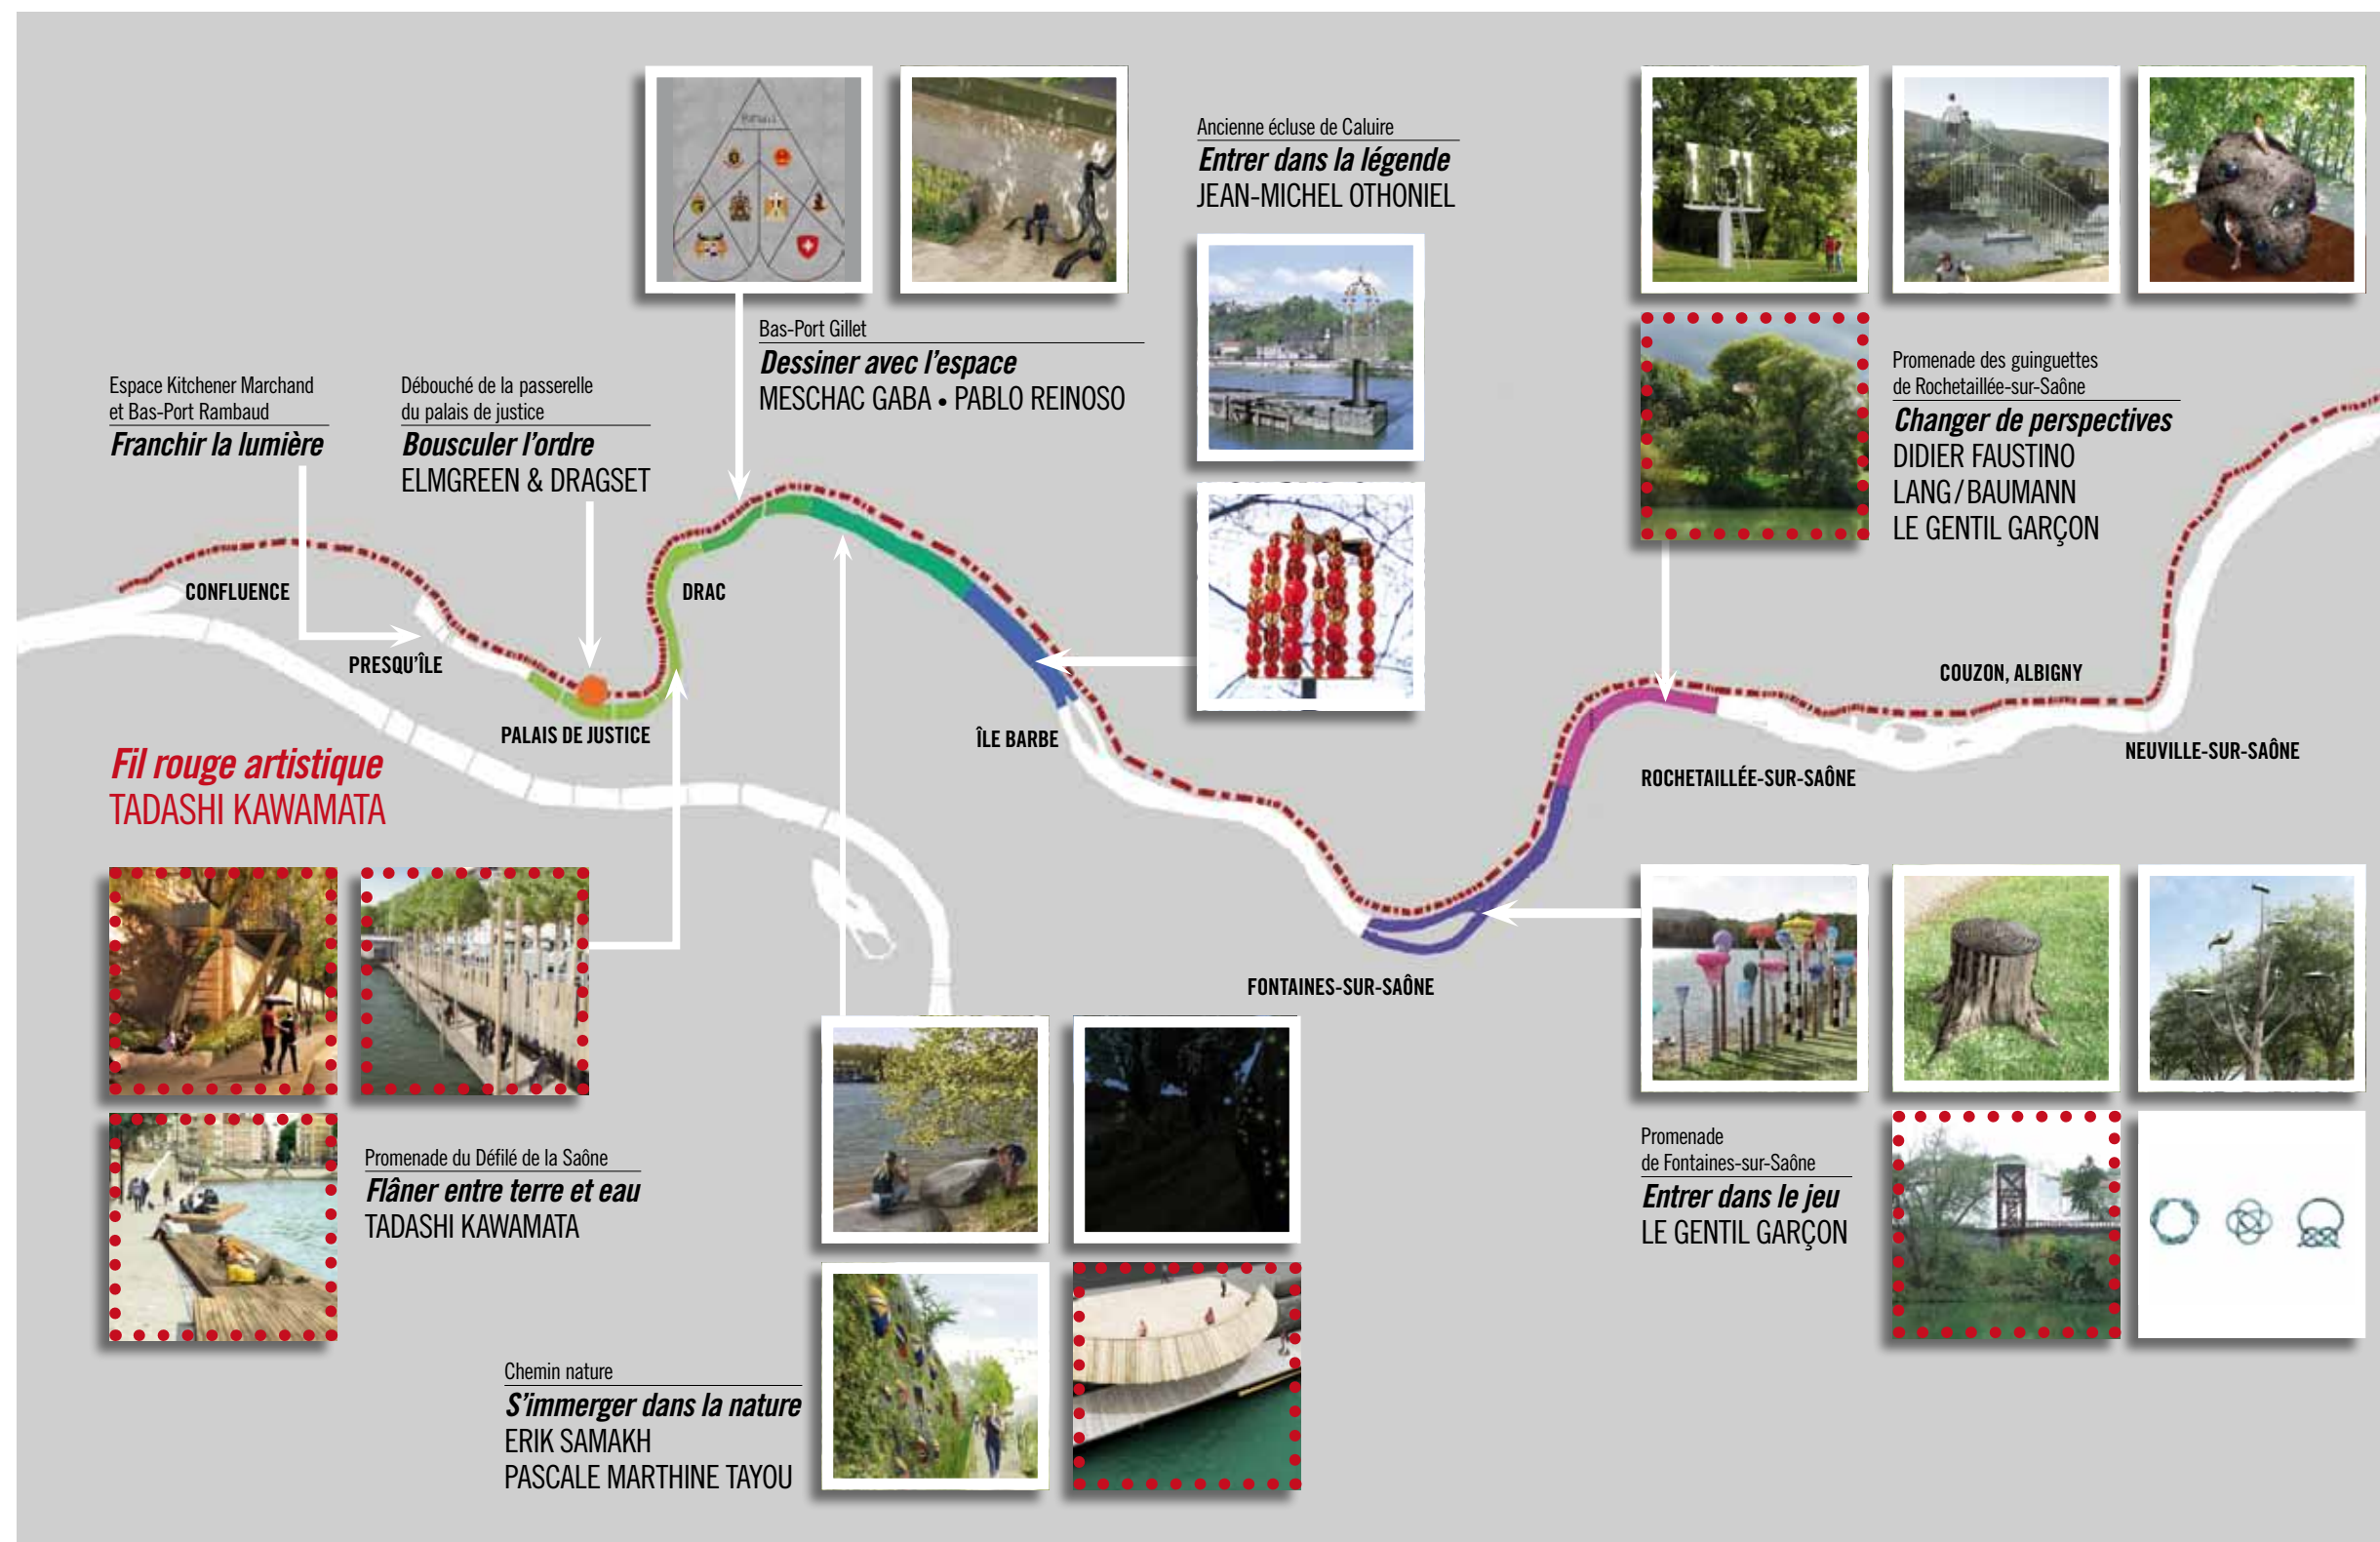 Ancienne écluse de Caluire
Entrer dans la légende
JEAN-MICHEL OTHONIEL
Bas-Port Gillet
Dessiner avec l'espace
MESCHAC GABA • PABLO REINOSO
Espace Kitchener Marchand
et Bas-Port Rambaud
Franchir la lumière
Débouché de la passerelle
du palais de justice
Bousculer l'ordre
ELMGREEN & DRAGSET
Promenade des guinguettes
de Rochetaillée-sur-Saône
Changer de perspectives
DIDIER FAUSTINO
LANG/BAUMANN
LE GENTIL GARÇON
CONFLUENCE
DRAC
PRESQU'ÎLE
PALAIS DE JUSTICE
ÎLE BARBE
COUZON, ALBIGNY
NEUVILLE-SUR-SAÔNE
ROCHETAILLÉE-SUR-SAÔNE
FONTAINES-SUR-SAÔNE
Fil rouge artistique
TADASHI KAWAMATA
Promenade du Défilé de la Saône
Flâner entre terre et eau
TADASHI KAWAMATA
Promenade
de Fontaines-sur-Saône
Entrer dans le jeu
LE GENTIL GARÇON
Chemin nature
S'immerger dans la nature
ERIK SAMAKH
PASCALE MARTHINE TAYOU